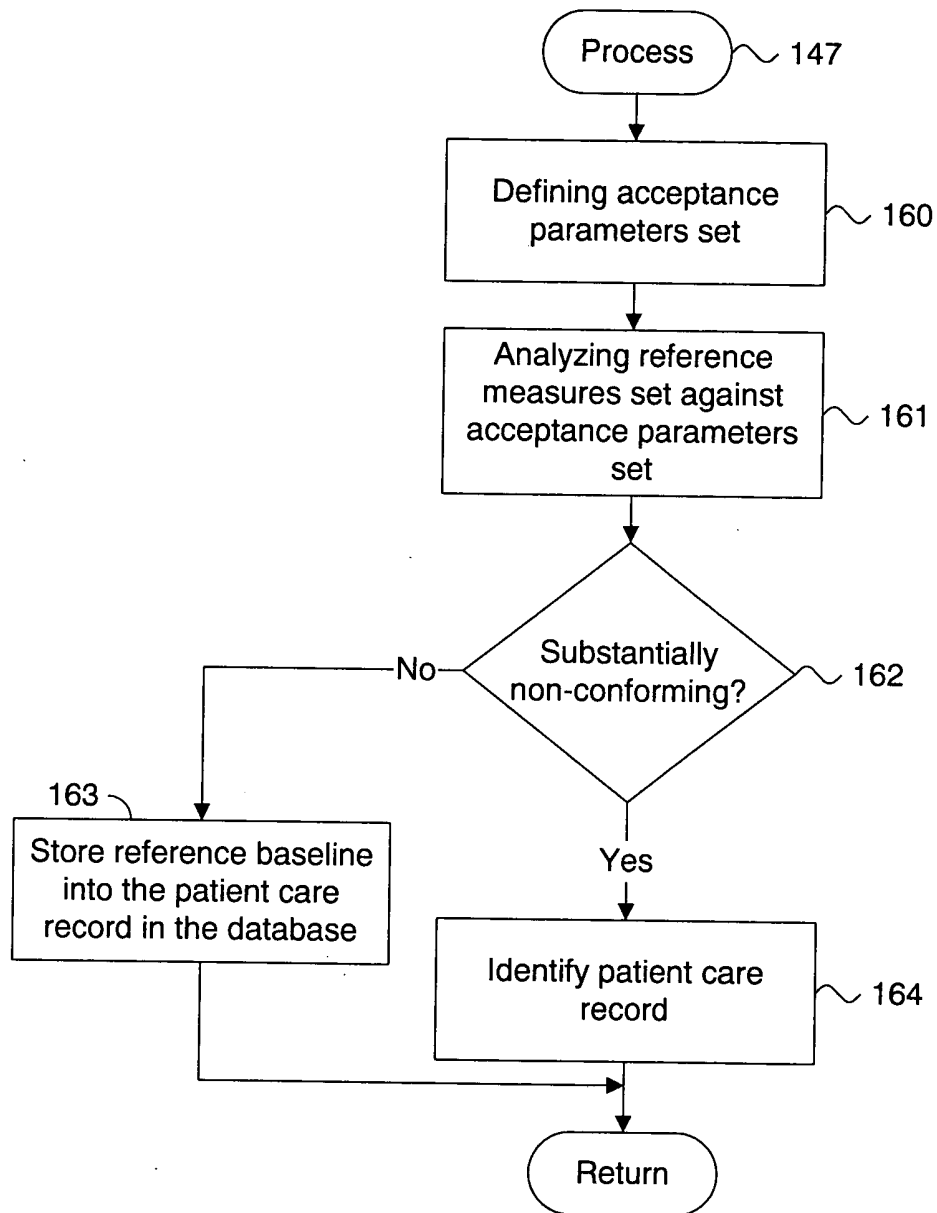 Process
147
Defining acceptance
parameters set
160
Analyzing reference
measures set against
acceptance parameters
set
161
Substantially
non-conforming?
162
No
163
Store reference baseline
into the patient care
record in the database
Yes
Identify patient care
record
164
Return